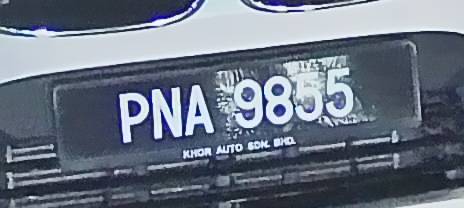 PNA 9855
KHOR AUTO SDN. BHD.